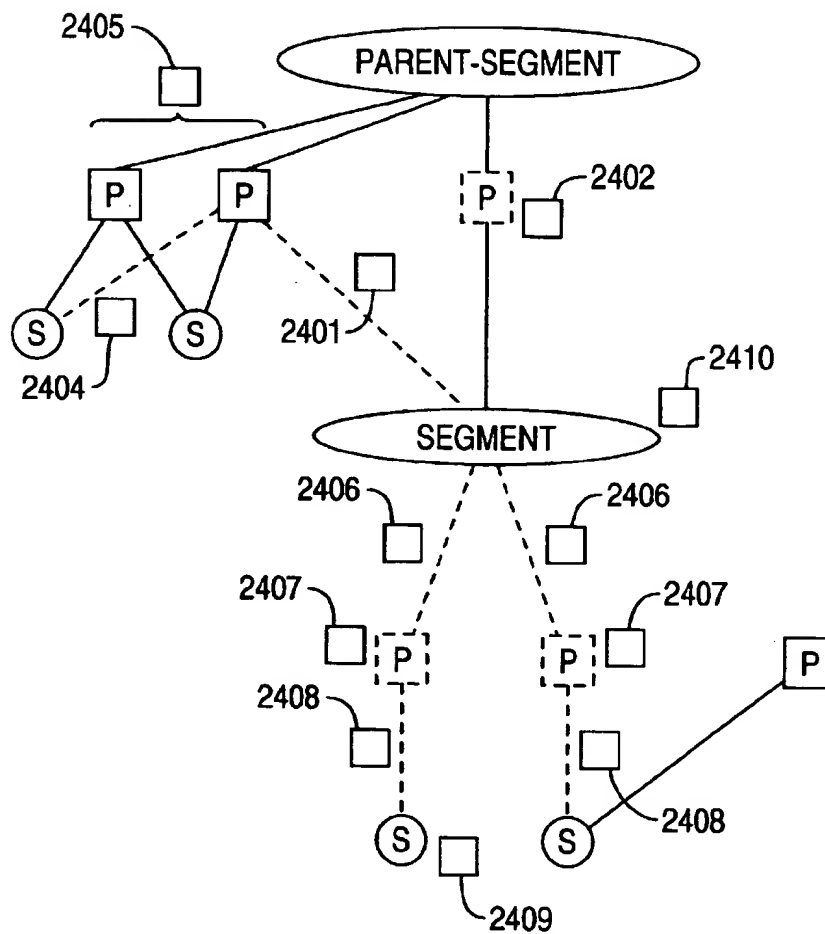 2405
PARENT-SEGMENT
P
P
P
2402
S
S
2404
2401
2410
SEGMENT
2406
2406
2407
2407
P
P
P
2408
2408
S
S
2409